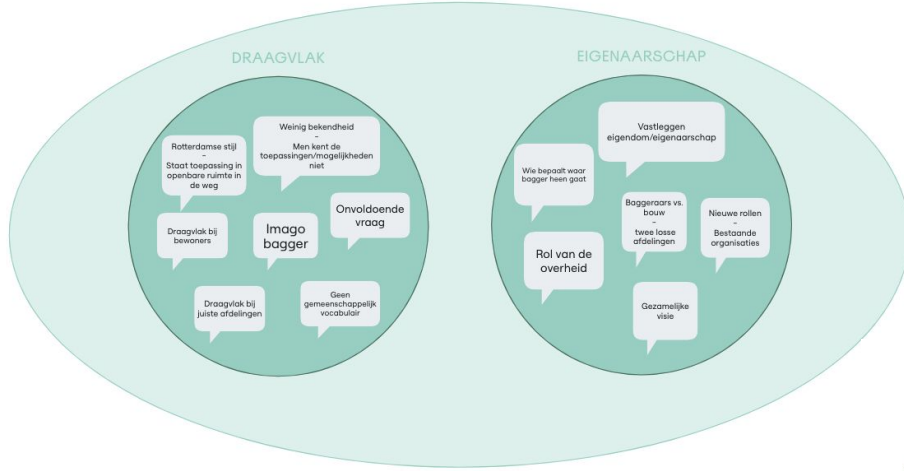 DRAAGVLAK
Rotterdamse stijl
-
Staat toepassing in
openbare ruimte in
de weg
Weinig bekendheid
-
Men kent de
toepassingen/mogelijkheden
niet
Draagvlak bij
bewoners
Imago
bagger
Onvoldoende
vraag
Draagvlak bij
juiste afdelingen
Geen
gemeenschappelijk
vocabulair
EIGENAARSCHAP
Vastleggen
eigendom/eigenaarschap
Wie bepaalt waar
bagger heen gaat
Baggeraars vs.
bouw
-
twee losse
afdelingen
Nieuwe rollen
-
Bestaande
organisaties
Rol van de
overheid
Gezamelijke
visie